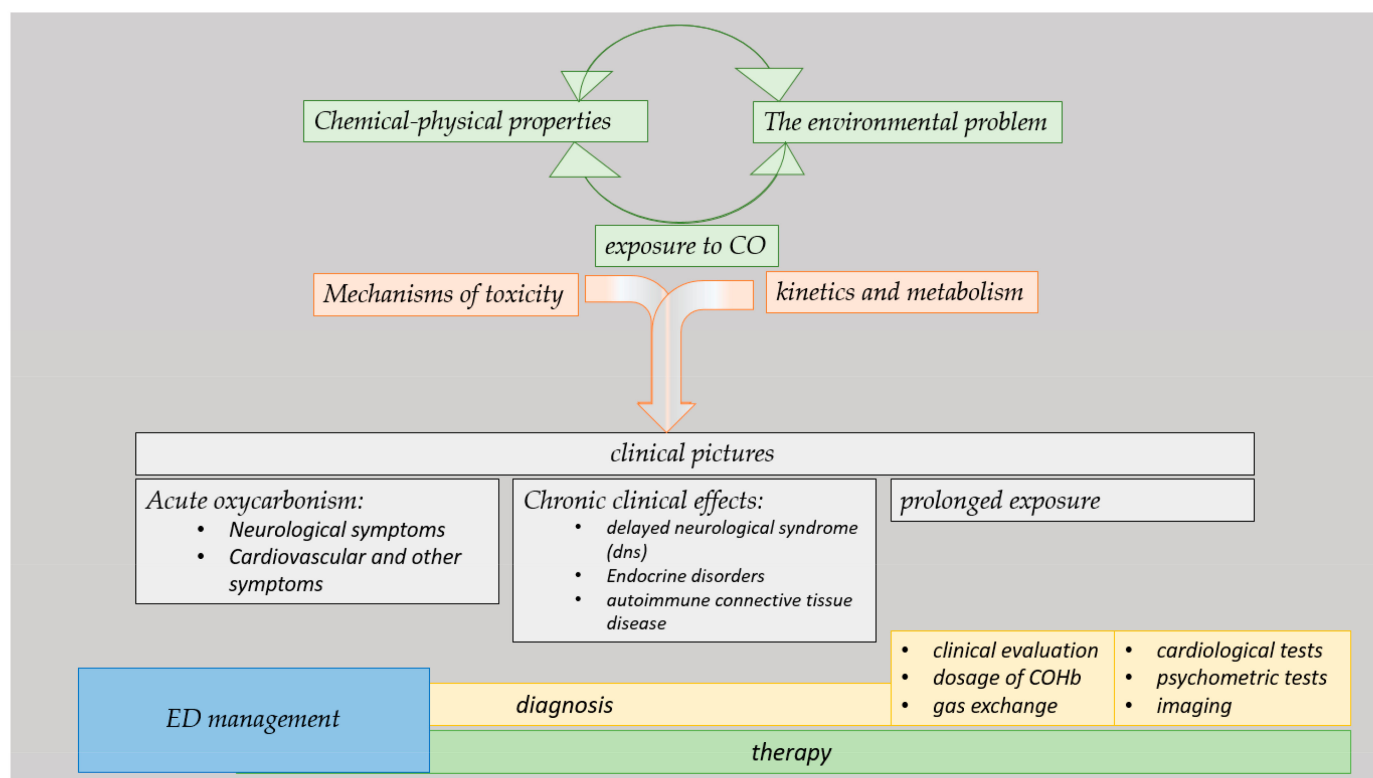 Chemical-physical properties
The environmental problem
exposure to CO
Mechanisms of toxicity
kinetics and metabolism
clinical pictures
Acute oxycarbonism:
• Neurological symptoms
• Cardiovascular and other
symptoms
Chronic clinical effects:
• delayed neurological syndrome
(dns)
• Endocrine disorders
• autoimmune connective tissue
disease
prolonged exposure
ED management
diagnosis
• clinical evaluation
• dosage of COHb
• gas exchange
• cardiological tests
• psychometric tests
• imaging
therapy